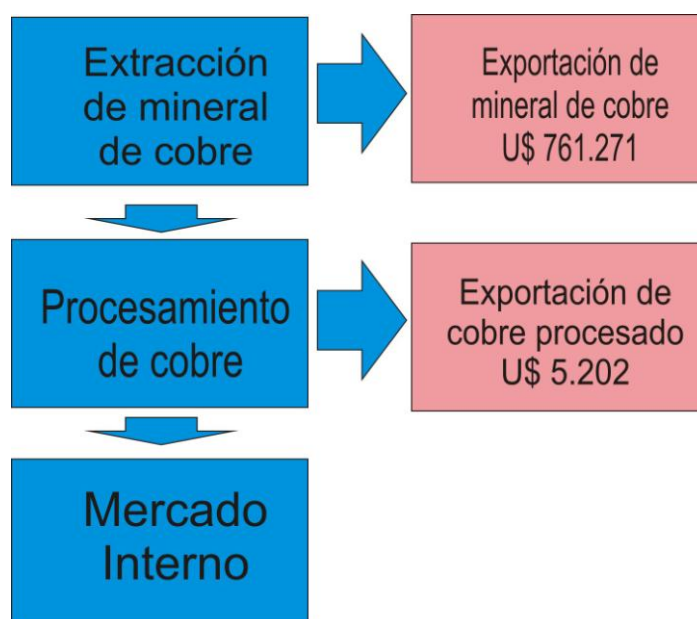 Extracción
de mineral
de cobre
Exportación de
mineral de cobre
U$ 761.271
Procesamiento
de cobre
Exportación de
cobre procesado
U$ 5.202
Mercado
Interno